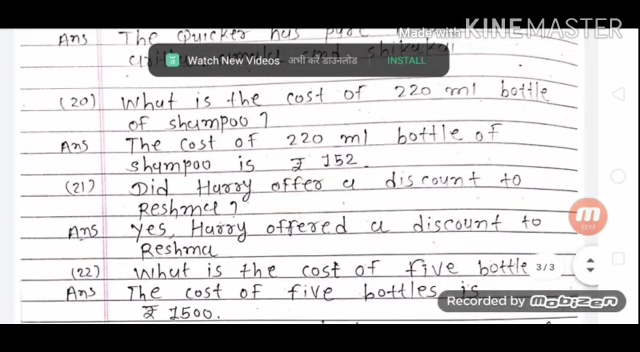 Made with KINEMASTER
Ans The Quicker has pure
Watch New Videos अभी करें डाउनलोड INSTALL
and shikakai
(20) What is the cost of 220 ml bottle
of shampoo?
Ans The cost of 220 ml bottle of
shampoo is ₹ 152.
(21) Did Harry offer a discount to
Reshma?
Ans Yes, Harry offered a discount to
Reshma
(22) What is the cost of five bottle
3/3
Ans The cost of five bottles is
₹ 1500.
Recorded by Mobizen